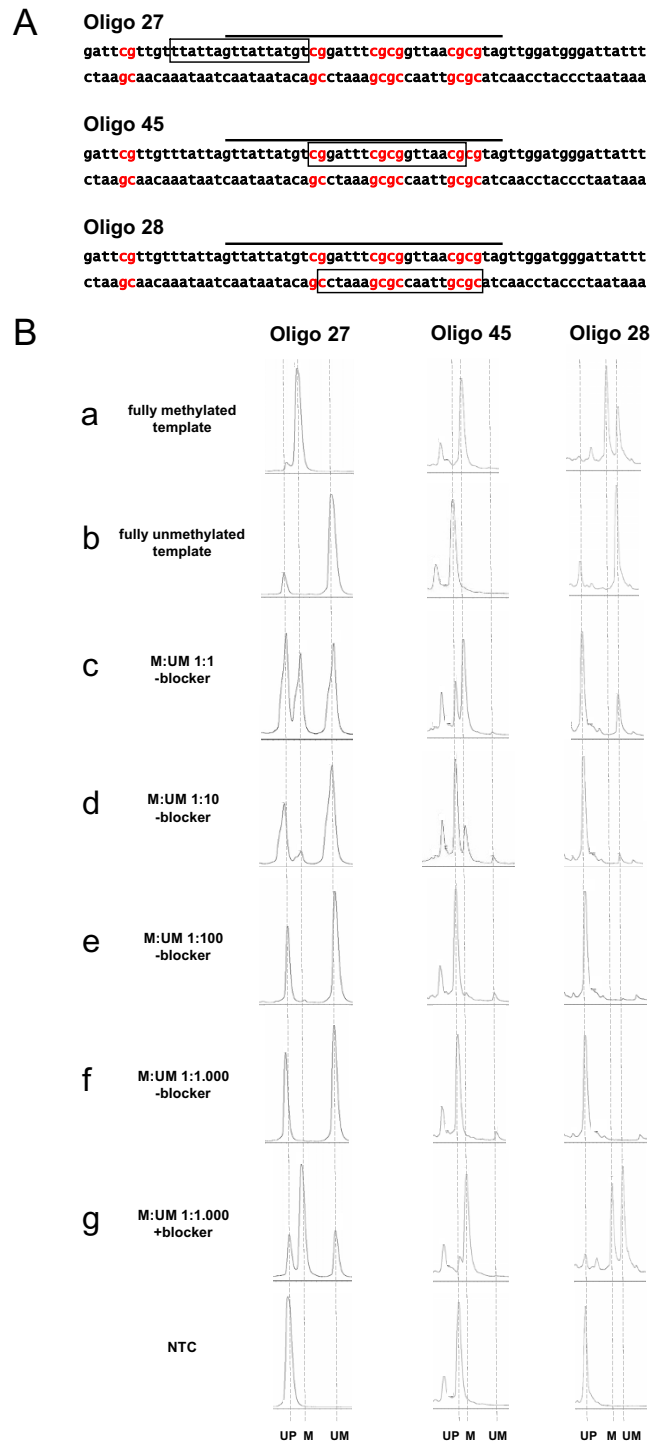 A
Oligo 27
gattcgttgtttattagttattatgtcggatttcgcggttaacgcgtagttggatgggattattt
ctaagcaacaaataatcaataatacagcctaaagcgccaattgcgcatcaacctaccctaataaa
Oligo 45
gattcgttgtttattagttattatgtcggatttcgcggttaacgcgtagttggatgggattattt
ctaagcaacaaataatcaataatacagcctaaagcgccaattgcgcatcaacctaccctaataaa
Oligo 28
gattcgttgtttattagttattatgtcggatttcgcggttaacgcgtagttggatgggattattt
ctaagcaacaaataatcaataatacagcctaaagcgccaattgcgcatcaacctaccctaataaa
B
Oligo 27 Oligo 45 Oligo 28
a fully methylated
template
b fully unmethylated
template
c M:UM 1:1
-blocker
d M:UM 1:10
-blocker
e M:UM 1:100
-blocker
f M:UM 1:1.000
-blocker
g M:UM 1:1.000
+blocker
NTC
UP M UM UP M UM UP M UM